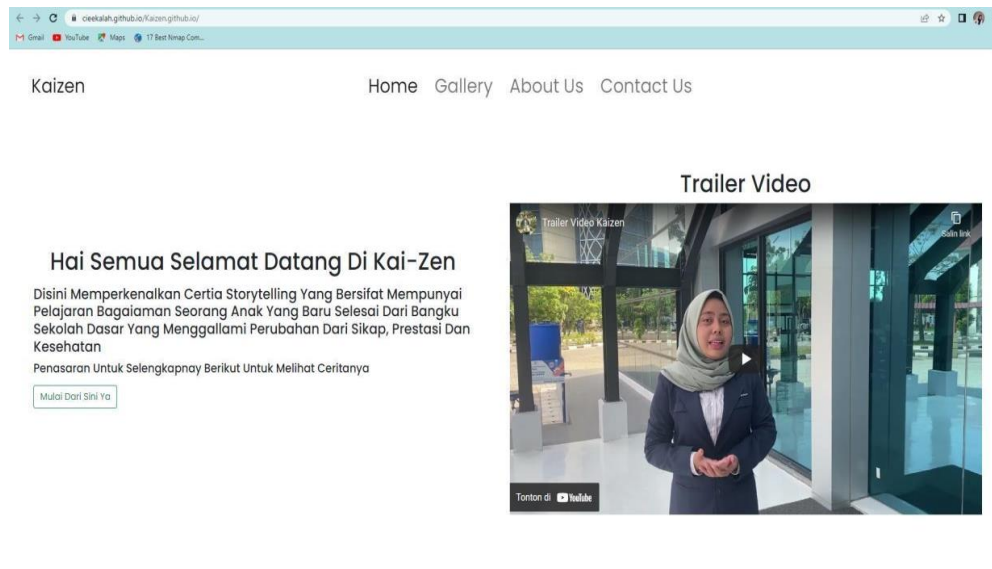 cieekalah.github.io/Kaizen.github.io/
Gmail YouTube Maps 17 Best Nmap Com...
Kaizen Home Gallery About Us Contact Us
Trailer Video
Trailer Video Kaizen
Salin link
Hai Semua Selamat Datang Di Kai-Zen
Disini Memperkenalkan Certia Storytelling Yang Bersifat Mempunyai
Pelajaran Bagaiaman Seorang Anak Yang Baru Selesai Dari Bangku
Sekolah Dasar Yang Menggallami Perubahan Dari Sikap, Prestasi Dan
Kesehatan
Penasaran Untuk Selengkapnay Berikut Untuk Melihat Ceritanya
Mulai Dari Sini Ya
Tonton di YouTube